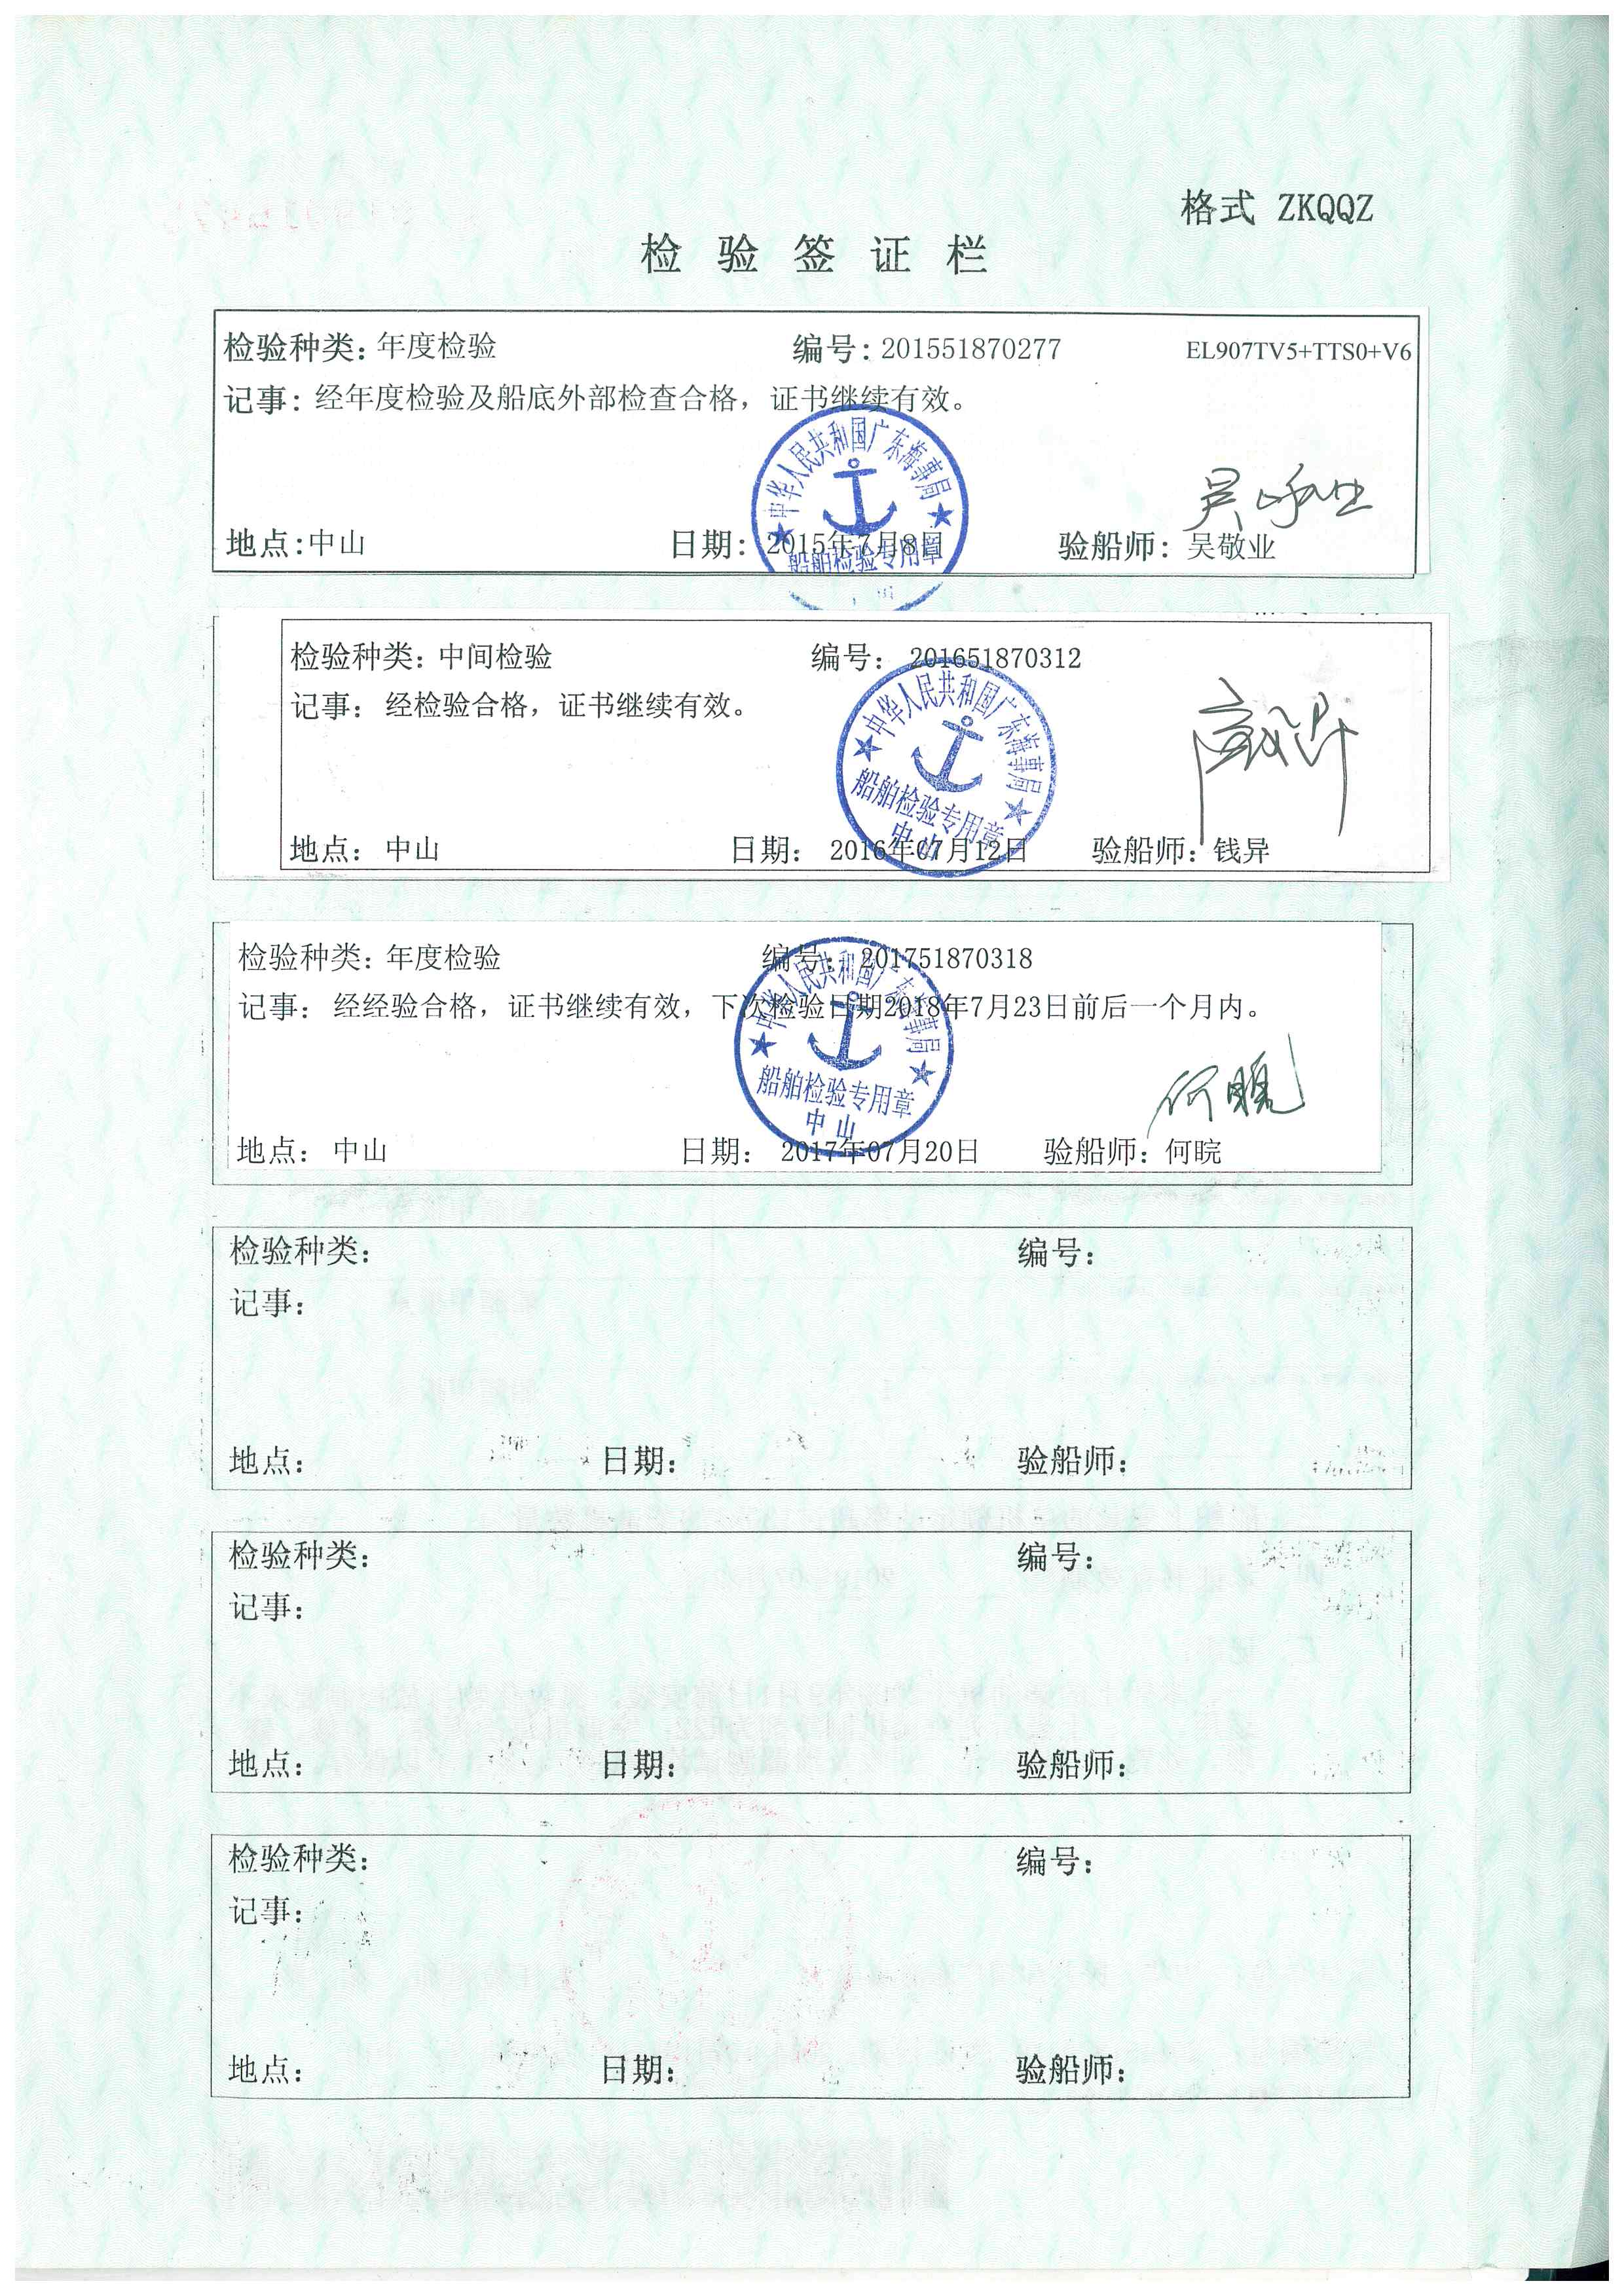 格式 ZKQQZ
检 验 签 证 栏
检验种类：年度检验 编号：201551870277 EL907TV5+TTS0+V6
记事：经年度检验及船底外部检查合格，证书继续有效。
中华人民共和国广东海事局
船舶检验专用章
地点：中山 日期：2015年7月8日 验船师：吴敬业
检验种类：中间检验 编号： 201651870312
记事： 经检验合格，证书继续有效。
中华人民共和国广东海事局
船舶检验专用章
中山
地点： 中山 日期： 2016年07月12日 验船师：钱异
检验种类：年度检验 编号： 201751870318
记事： 经经验合格，证书继续有效，下次检验日期2018年7月23日前后一个月内。
中华人民共和国广东海事局
船舶检验专用章
中山
何睆
地点： 中山 日期： 2017年07月20日 验船师：何睆
检验种类： 编号：
记事：
地点： 日期： 验船师：
检验种类： 编号：
记事：
地点： 日期： 验船师：
检验种类： 编号：
记事：
地点： 日期： 验船师：